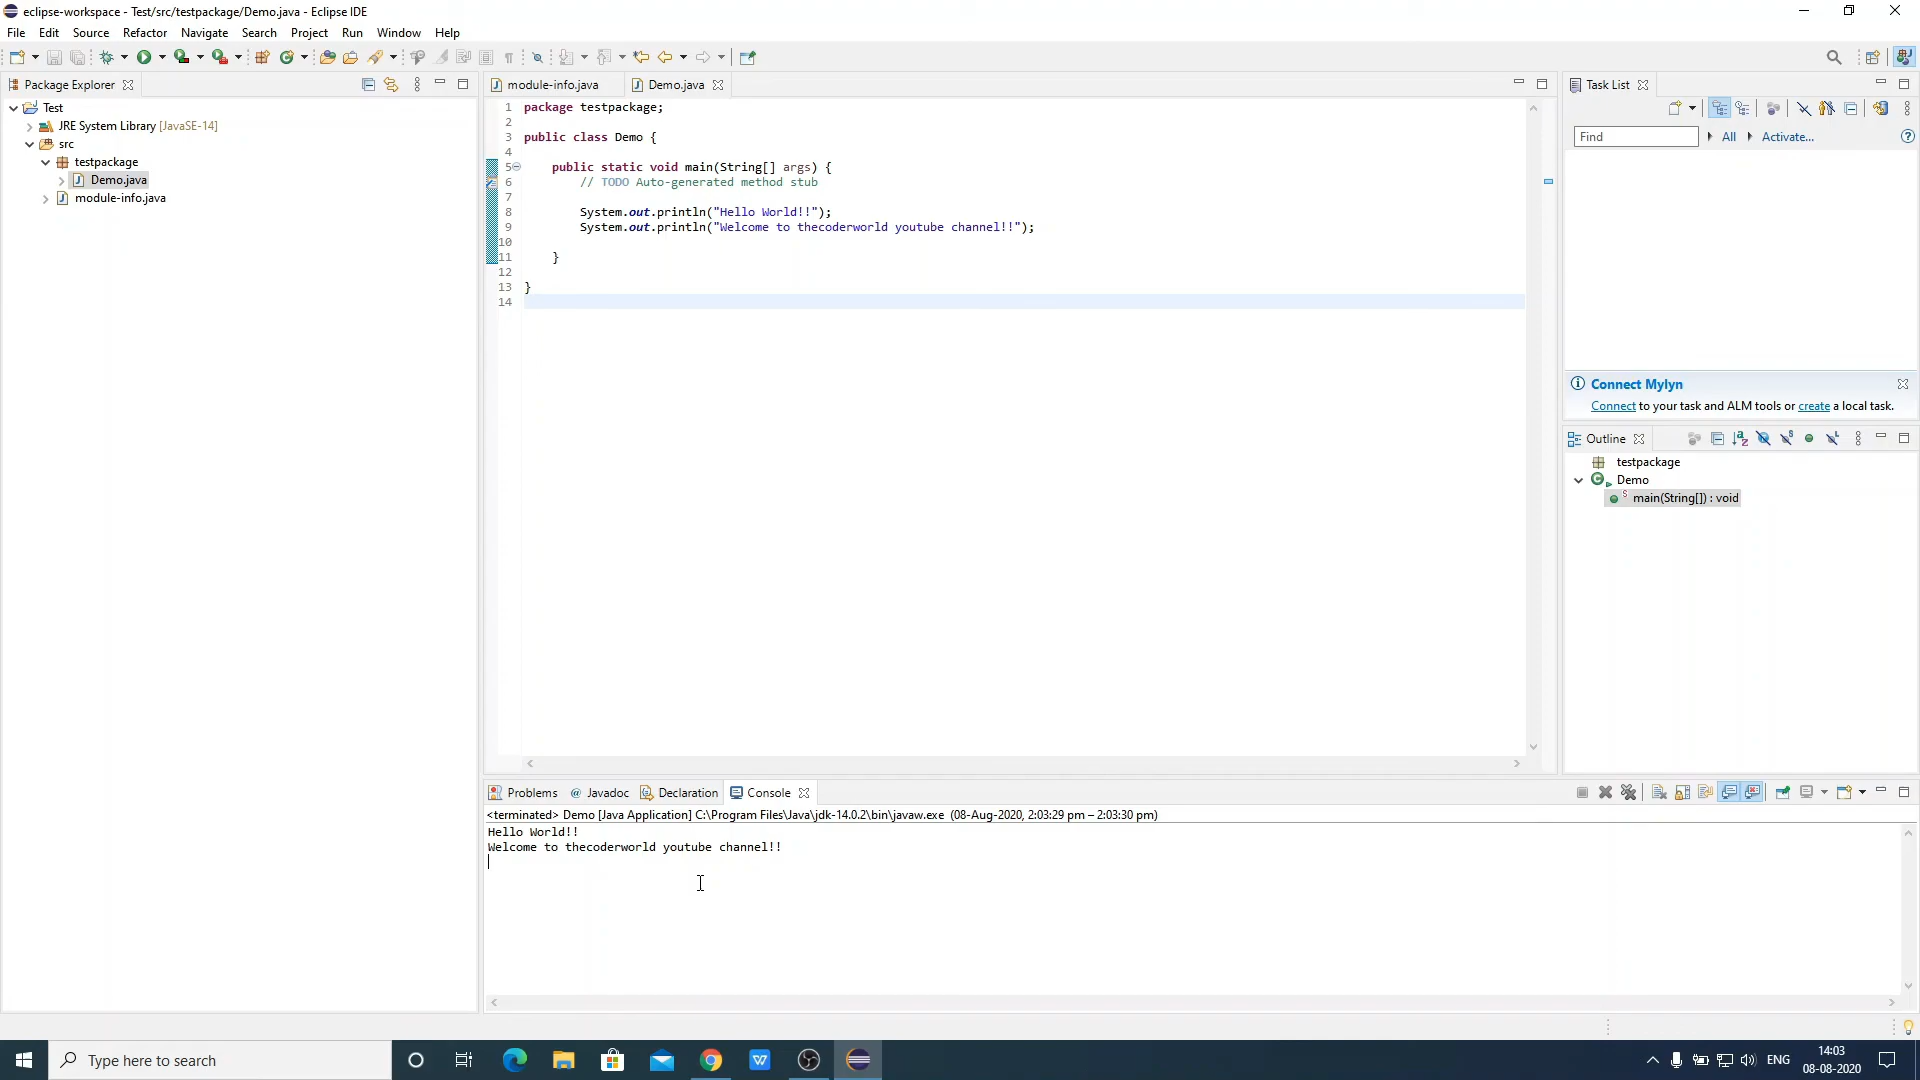 eclipse-workspace - Test/src/testpackage/Demo.java - Eclipse IDE
File Edit Source Refactor Navigate Search Project Run Window Help
Package Explorer
Test
JRE System Library [JavaSE-14]
src
testpackage
Demo.java
module-info.java
module-info.java Demo.java
1 package testpackage;
2
3 public class Demo {
4
5 public static void main(String[] args) {
6 // TODO Auto-generated method stub
7
8 System.out.println("Hello World!!");
9 System.out.println("Welcome to thecoderworld youtube channel!!");
10
11 }
12
13 }
14
Task List
Find All Activate...
Connect Mylyn
Connect to your task and ALM tools or create a local task.
Outline
testpackage
Demo
main(String[]) : void
Problems Javadoc Declaration Console
<terminated> Demo [Java Application] C:\Program Files\Java\jdk-14.0.2\bin\javaw.exe (08-Aug-2020, 2:03:29 pm – 2:03:30 pm)
Hello World!!
Welcome to thecoderworld youtube channel!!
Type here to search
ENG
14:03
08-08-2020